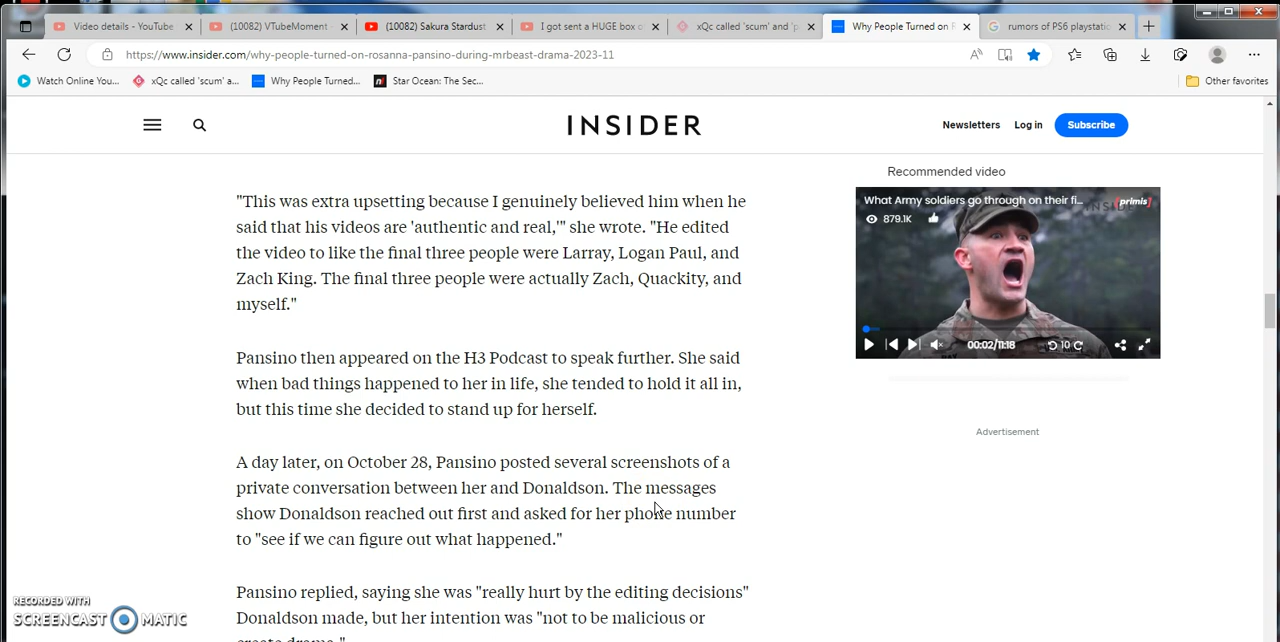 Video details - YouTube
(10082) VTubeMoment -
(10082) Sakura Stardust
I got sent a HUGE box o
xQc called 'scum' and 'p
Why People Turned on R
rumors of PS6 playstatio
https://www.insider.com/why-people-turned-on-rosanna-pansino-during-mrbeast-drama-2023-11
Watch Online You...
xQc called 'scum' a...
Why People Turned...
Star Ocean: The Sec...
Other favorites
INSIDER
Newsletters
Log in
Subscribe
"This was extra upsetting because I genuinely believed him when he
said that his videos are 'authentic and real,'" she wrote. "He edited
the video to like the final three people were Larray, Logan Paul, and
Zach King. The final three people were actually Zach, Quackity, and
myself."
Pansino then appeared on the H3 Podcast to speak further. She said
when bad things happened to her in life, she tended to hold it all in,
but this time she decided to stand up for herself.
A day later, on October 28, Pansino posted several screenshots of a
private conversation between her and Donaldson. The messages
show Donaldson reached out first and asked for her phone number
to "see if we can figure out what happened."
Pansino replied, saying she was "really hurt by the editing decisions"
Donaldson made, but her intention was "not to be malicious or
create drama."
Recommended video
What Army soldiers go through on their fi...
primis
879.1K
00:02/11:18
10
Advertisement
RECORDED WITH
SCREENCAST MATIC